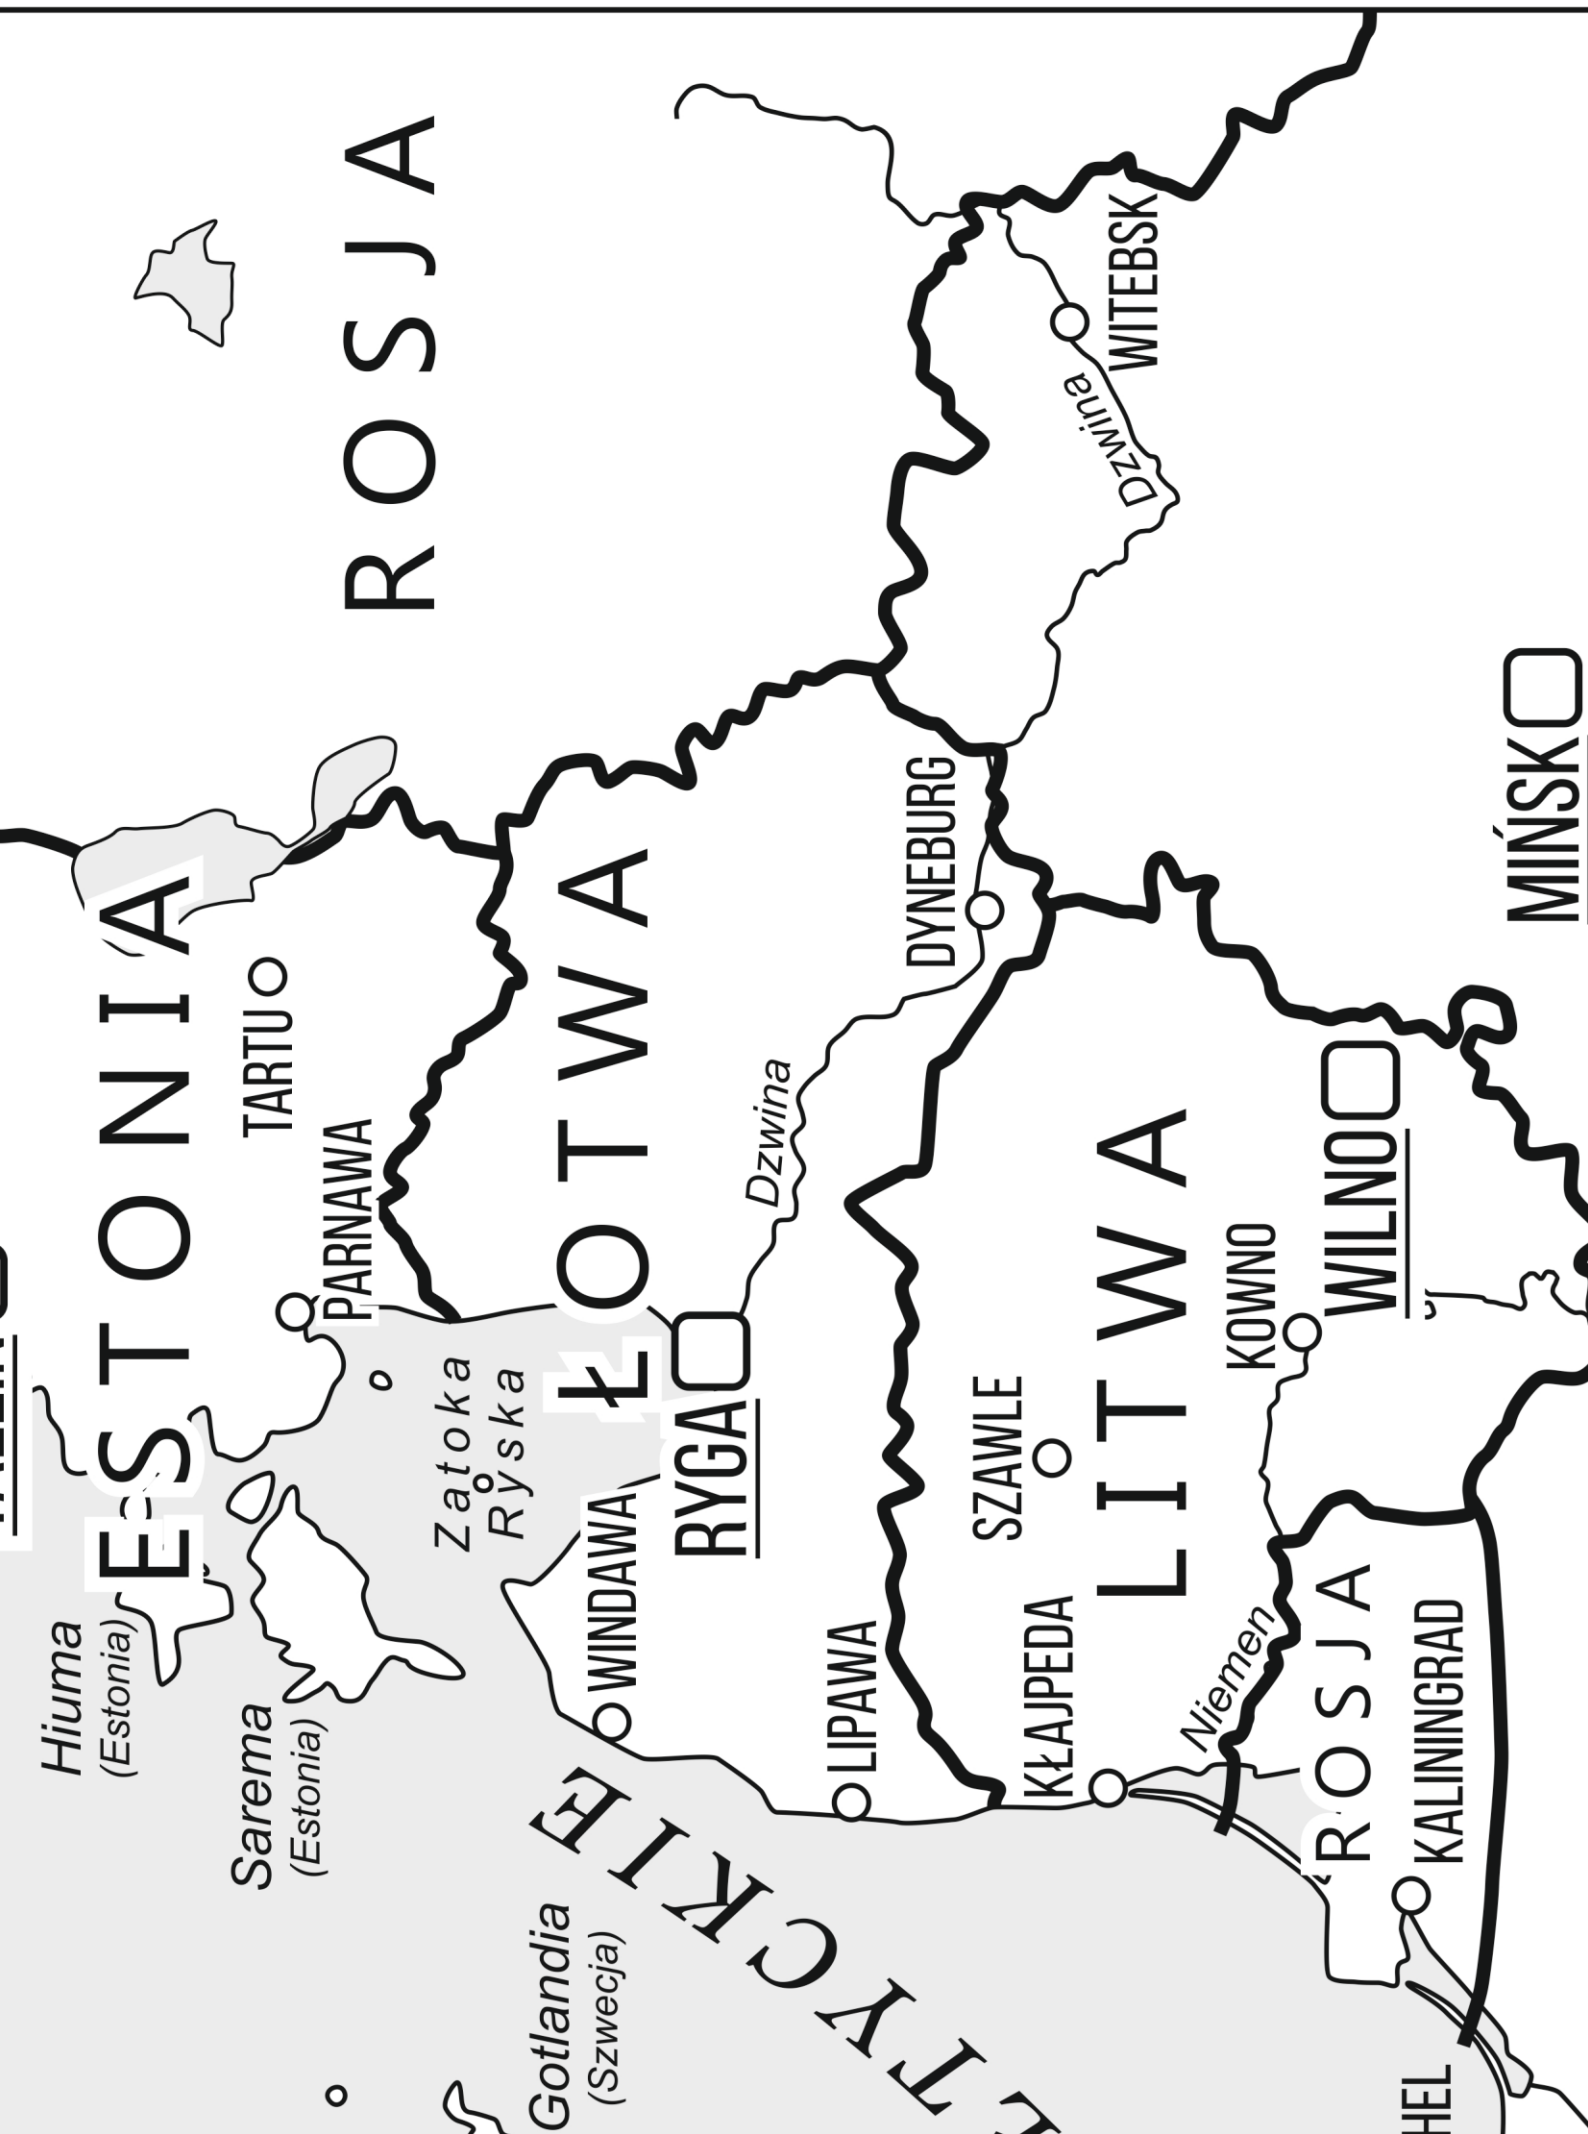 ROSJA
ESTONIA
TARTU
PARNAWA
Hiuma
(Estonia)
Sarema
(Estonia)
Zatoka
Ryska
ŁOTWA
RYGA
WINDAWA
Gotlandia
(Szwecja)
Dzwina
DYNEBURG
LIPAWA
WITEBSK
Dzwina
SZAWLE
KŁAJPEDA
LITWA
Niemen
KOWNO
WILNO
MIŃSK
ROSJA
KALININGRAD
TYCKIE
HEL